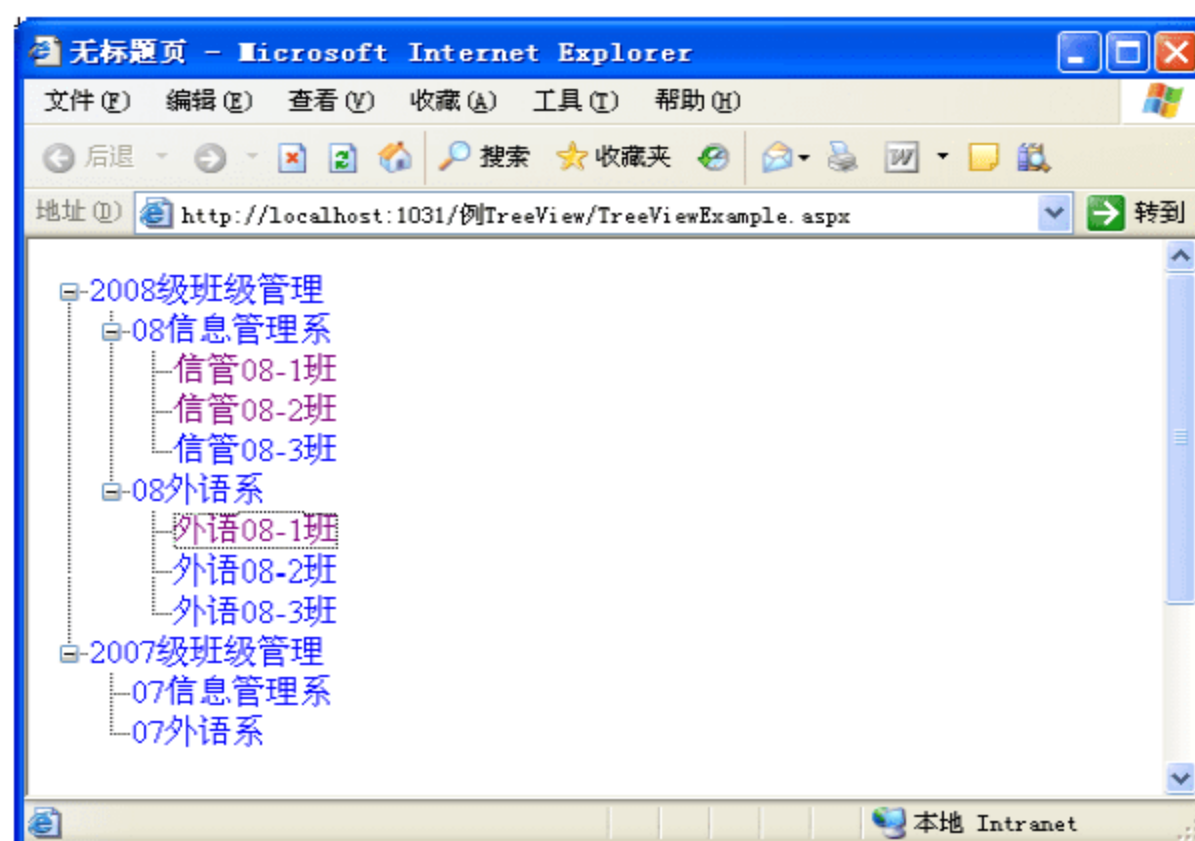 无标题页 - Microsoft Internet Explorer
文件(F) 编辑(E) 查看(V) 收藏(A) 工具(T) 帮助(H)
后退 搜索 收藏夹 W
地址(D) http://localhost:1031/例TreeView/TreeViewExample.aspx 转到
2008级班级管理
08信息管理系
信管08-1班
信管08-2班
信管08-3班
08外语系
外语08-1班
外语08-2班
外语08-3班
2007级班级管理
07信息管理系
07外语系
本地 Intranet